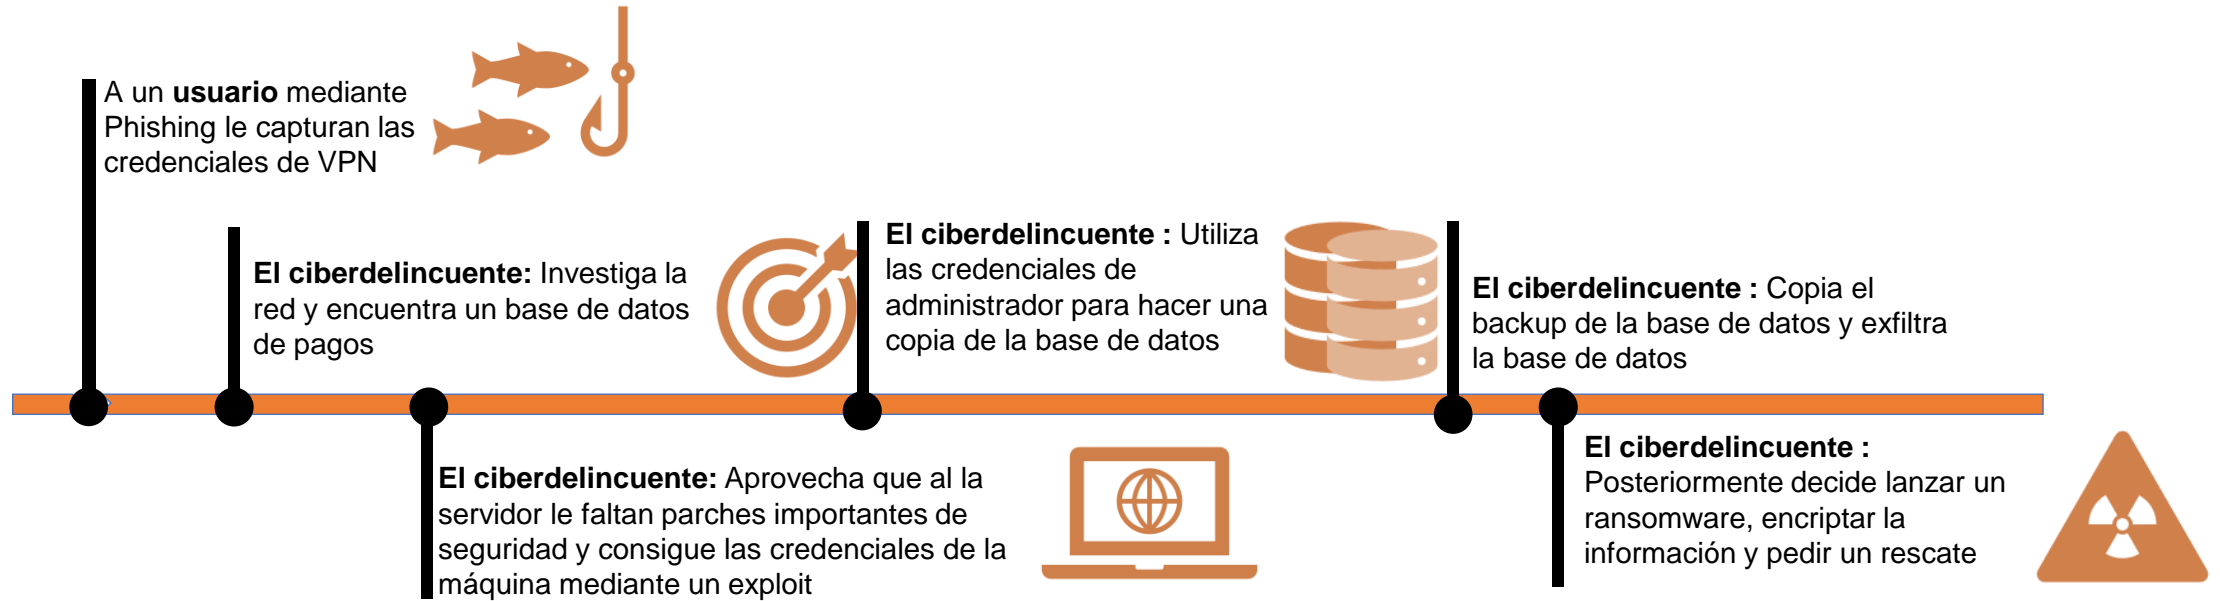 A un usuario mediante
Phishing le capturan las
credenciales de VPN
El ciberdelincuente: Investiga la
red y encuentra un base de datos
de pagos
El ciberdelincuente: Aprovecha que al la
servidor le faltan parches importantes de
seguridad y consigue las credenciales de la
máquina mediante un exploit
El ciberdelincuente : Utiliza
las credenciales de
administrador para hacer una
copia de la base de datos
El ciberdelincuente : Copia el
backup de la base de datos y exfiltra
la base de datos
El ciberdelincuente :
Posteriormente decide lanzar un
ransomware, encriptar la
información y pedir un rescate